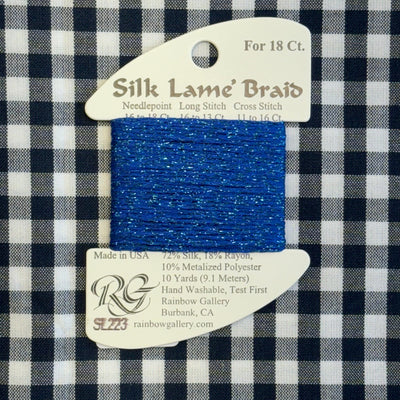 For 18 Ct.
Silk Lamé Braid
Needlepoint Long Stitch Cross Stitch
16 to 18 Ct. 16 to 13 Ct. 11 to 16 Ct.
Made in USA 72% Silk, 18% Rayon,
10% Metalized Polyester
10 Yards (9.1 Meters)
Hand Washable, Test First
Rainbow Gallery
Burbank, CA
RG
SL223 rainbowgallery.com